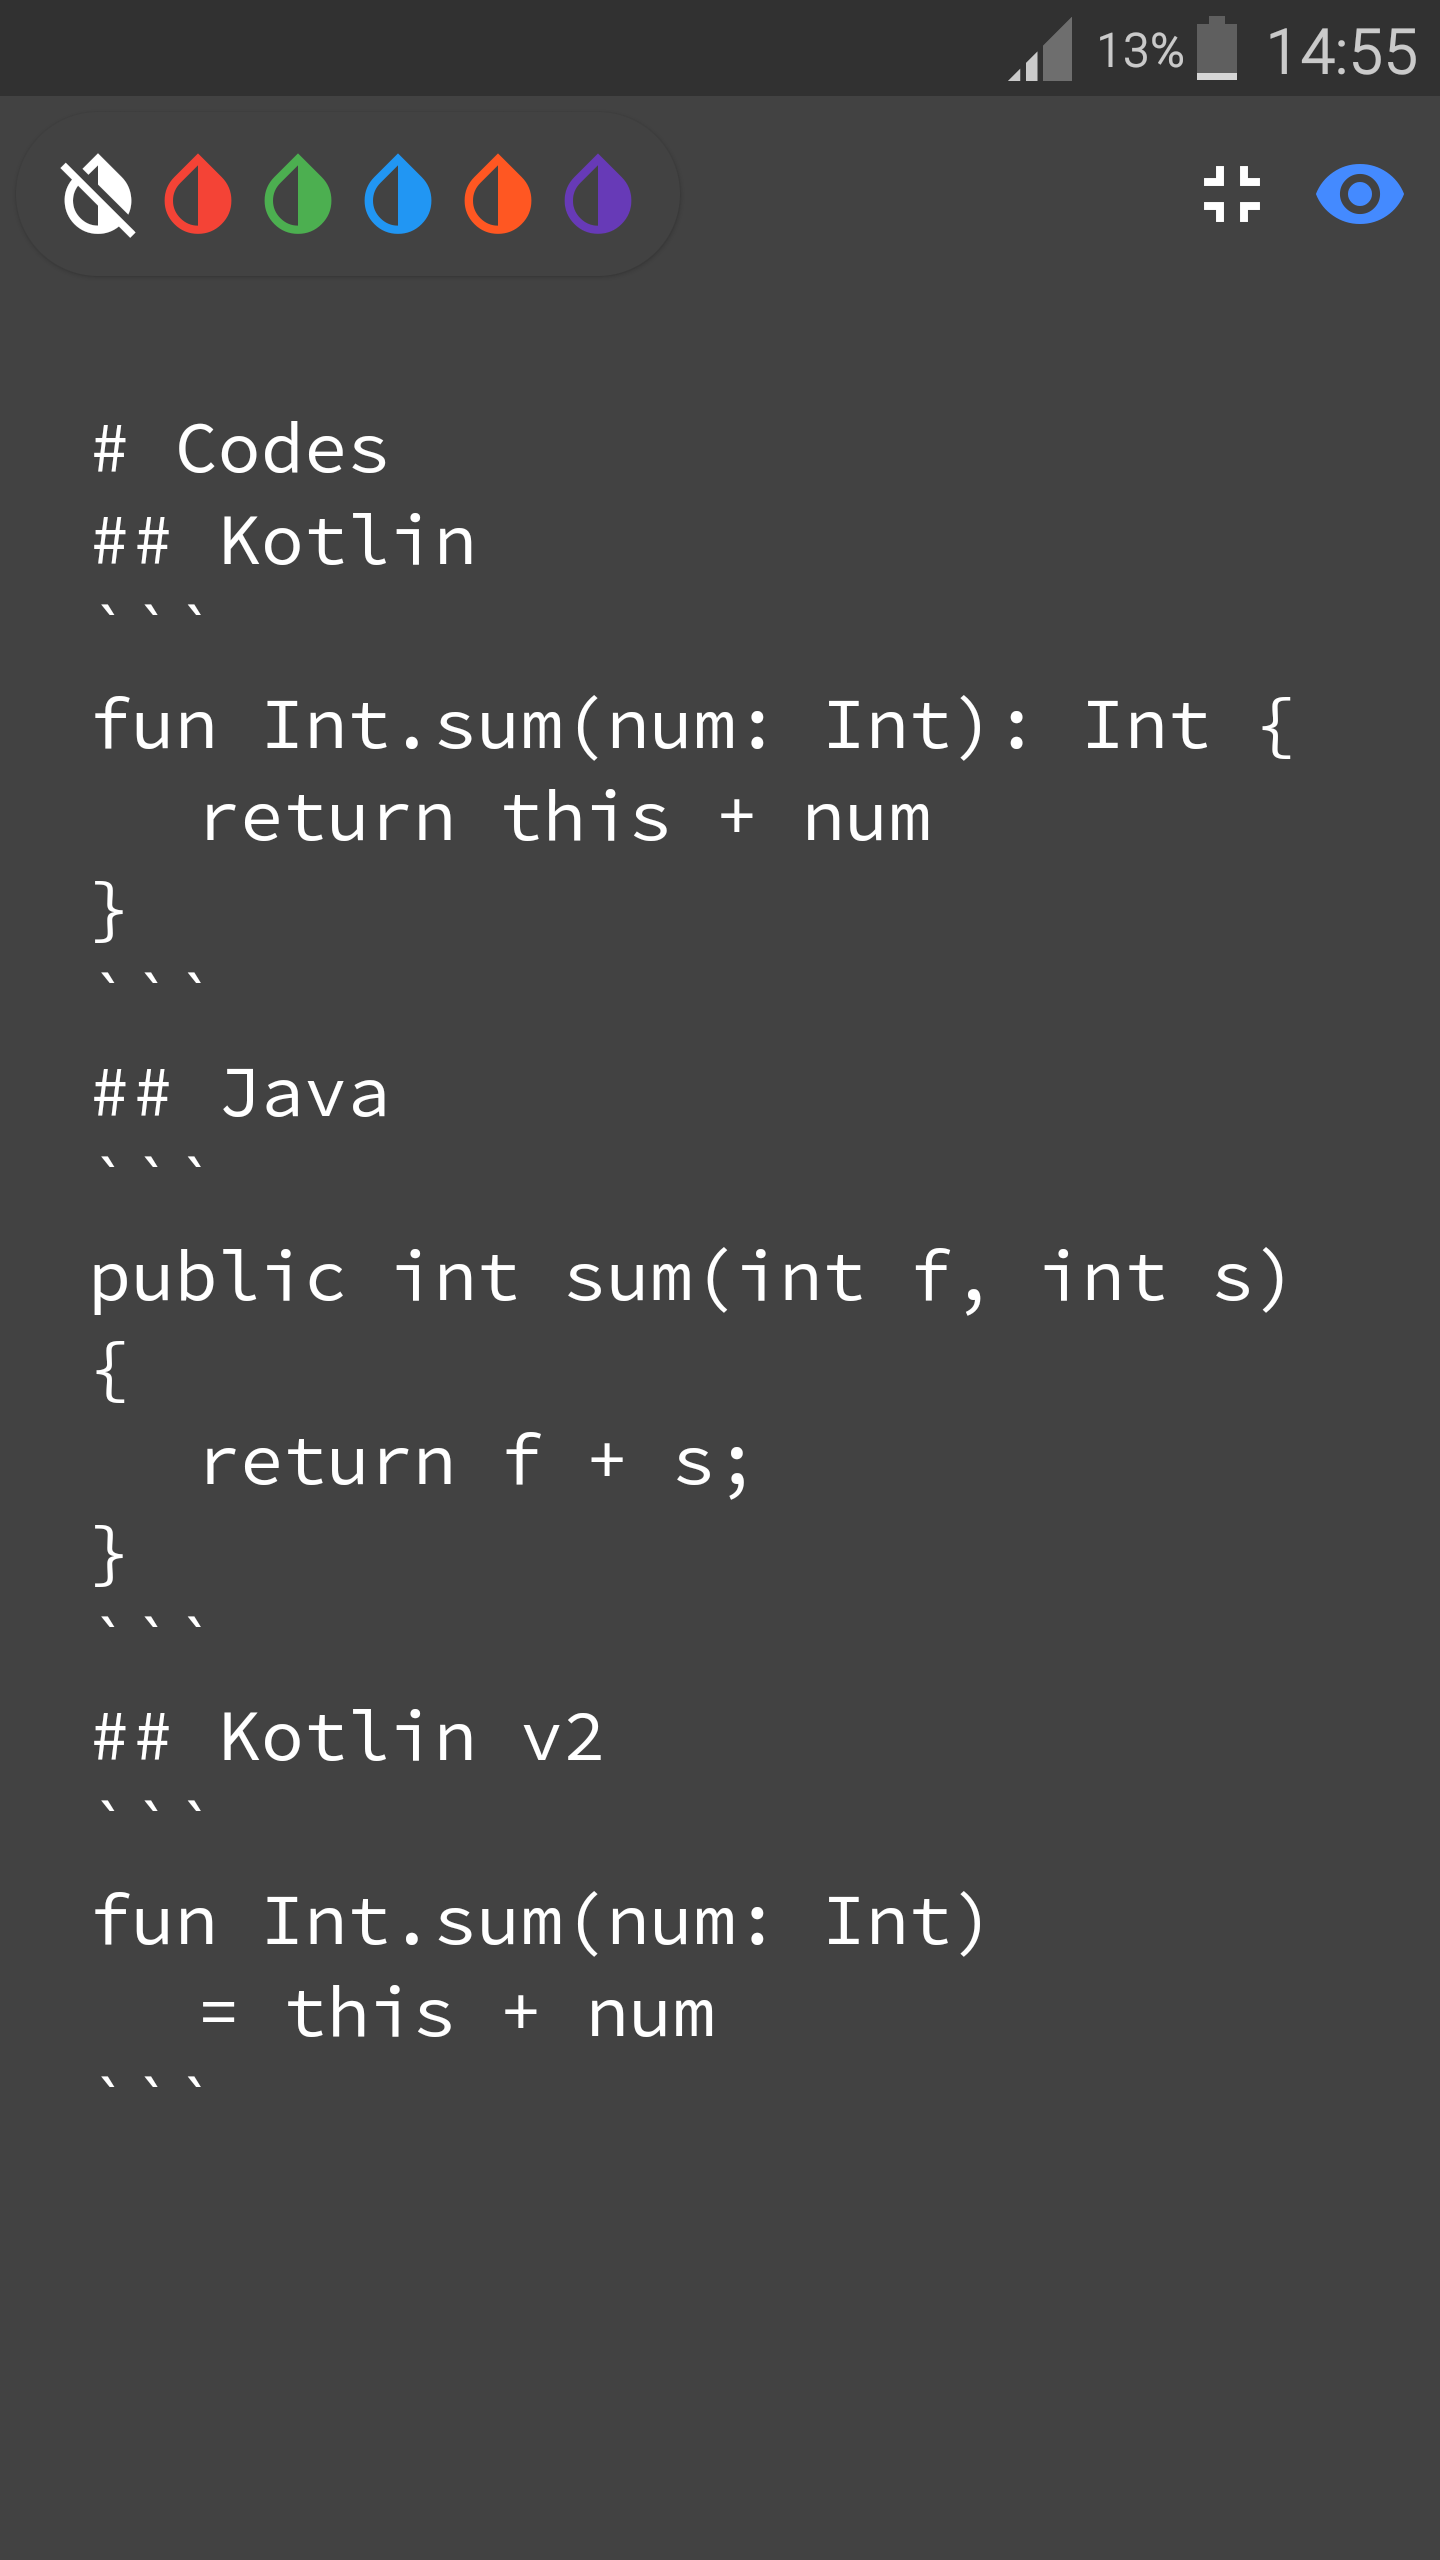 13% 14:55
# Codes
## Kotlin
```
fun Int.sum(num: Int): Int {
  return this + num
}
```
## Java
```
public int sum(int f, int s)
{
  return f + s;
}
```
## Kotlin v2
```
fun Int.sum(num: Int)
  = this + num
```